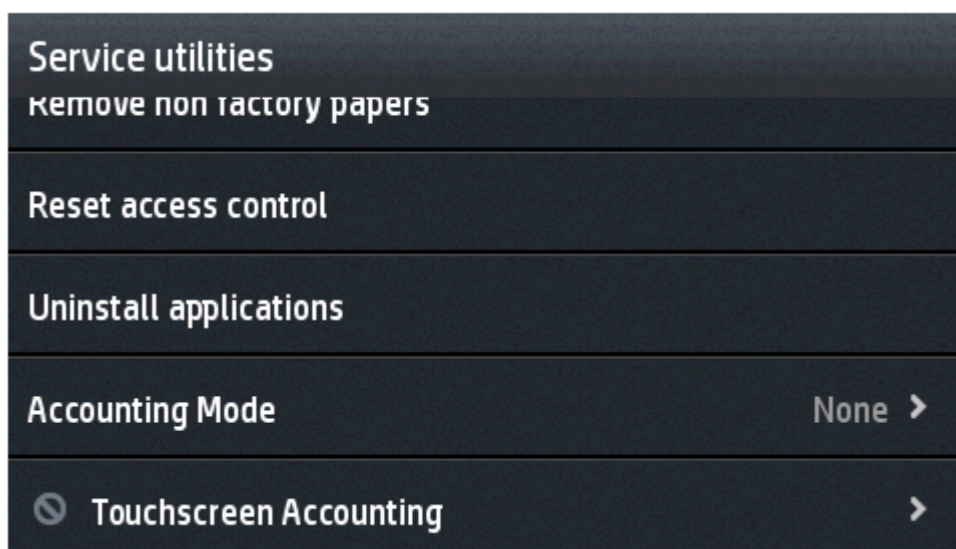 Service utilities
Remove non factory papers
Reset access control
Uninstall applications
Accounting Mode None
Touchscreen Accounting